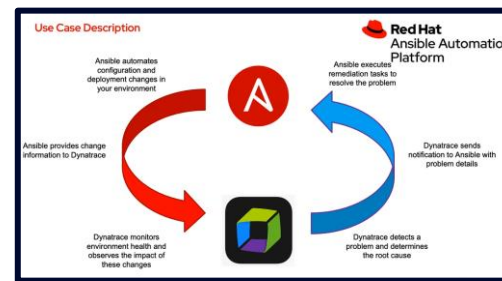 Use Case Description
Red Hat
Ansible Automatio
Platform
Ansible automates
configuration and
deployment changes in
your environment
Ansible executes
remediation tasks to
resolve the problem
Ansible provides change
information to Dynatrace
Dynatrace sends
notification to Ansible with
problem details
Dynatrace monitors
environment health and
observes the impact of
these changes
Dynatrace detects a
problem and determines
the root cause